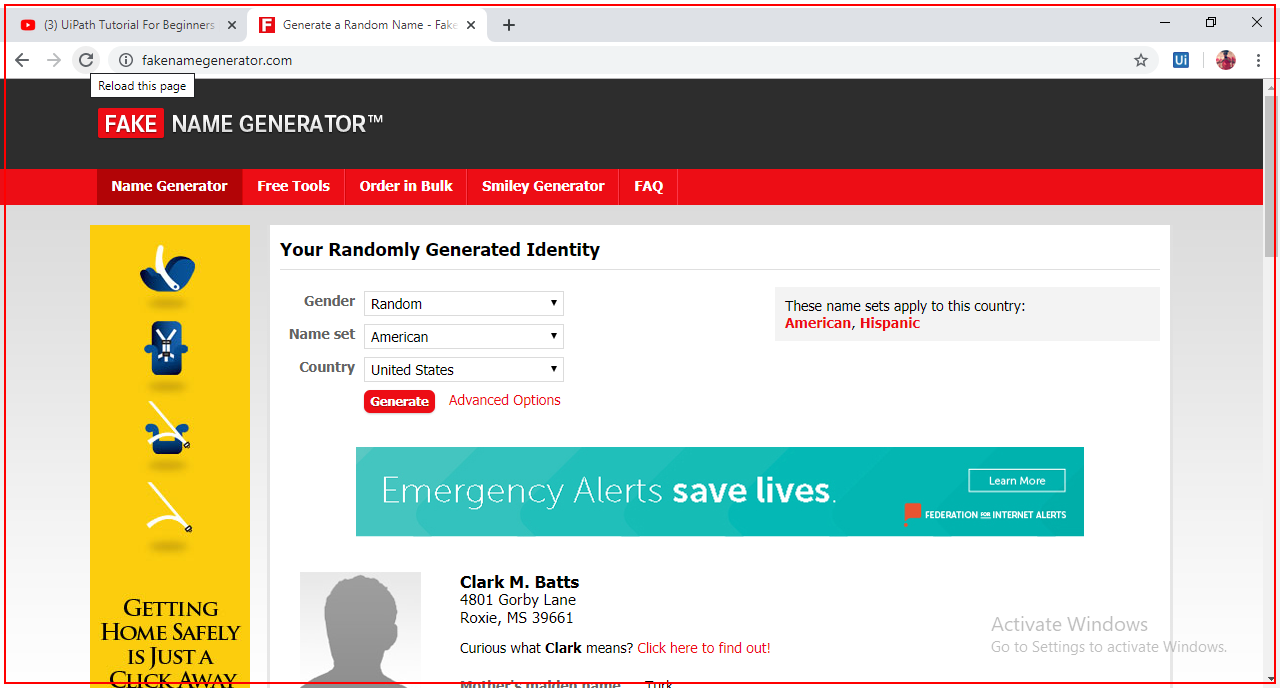 (3) UiPath Tutorial For Beginners
Generate a Random Name - Fake
fakenamegenerator.com
Ui
Reload this page
FAKE NAME GENERATOR™
Name Generator
Free Tools
Order in Bulk
Smiley Generator
FAQ
Your Randomly Generated Identity
Gender
Random
Name set
American
Country
United States
Generate
Advanced Options
These name sets apply to this country:
American, Hispanic
Emergency Alerts save lives.
Learn More
FEDERATION FOR INTERNET ALERTS
Clark M. Batts
4801 Gorby Lane
Roxie, MS 39661
Curious what Clark means? Click here to find out!
Mother's maiden name
Turk
GETTING
HOME SAFELY
IS JUST A
CLICK AWAY
Activate Windows
Go to Settings to activate Windows.